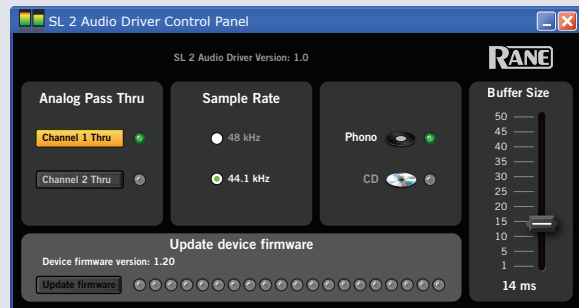 SL 2 Audio Driver Control Panel
SL 2 Audio Driver Version: 1.0
RANE
Analog Pass Thru
Channel 1 Thru
Channel 2 Thru
Sample Rate
48 kHz
44.1 kHz
Phono
CD
Buffer Size
50
45
40
35
30
25
20
15
10
5
1
14 ms
Update device firmware
Device firmware version: 1.20
Update firmware